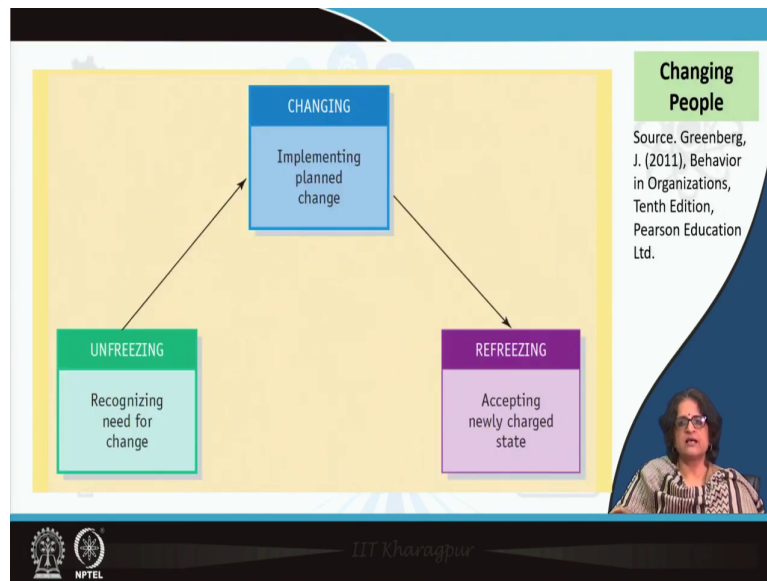 CHANGING
Implementing
planned
change
UNFREEZING
Recognizing
need for
change
REFREEZING
Accepting
newly charged
state
Changing
People
Source. Greenberg,
J. (2011), Behavior
in Organizations,
Tenth Edition,
Pearson Education
Ltd.
NPTEL
IIT Kharagpur